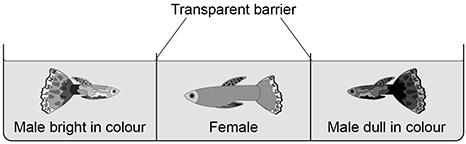 Transparent barrier
Male bright in colour
Female
Male dull in colour